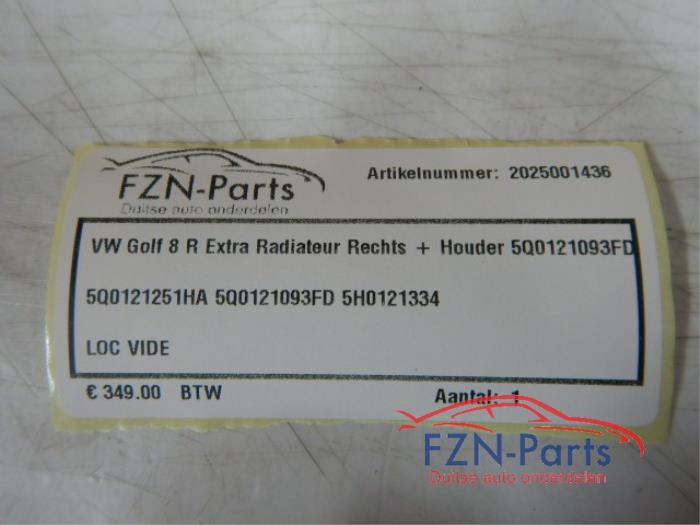 FZN-Parts
Duitse auto onderdelen
Artikelnummer: 2025001436
VW Golf 8 R Extra Radiateur Rechts + Houder 5Q0121093FD
5Q0121251HA 5Q0121093FD 5H0121334
LOC VIDE
€ 349.00 BTW
Aantal: 1
FZN-Parts
Duitse auto onderdelen